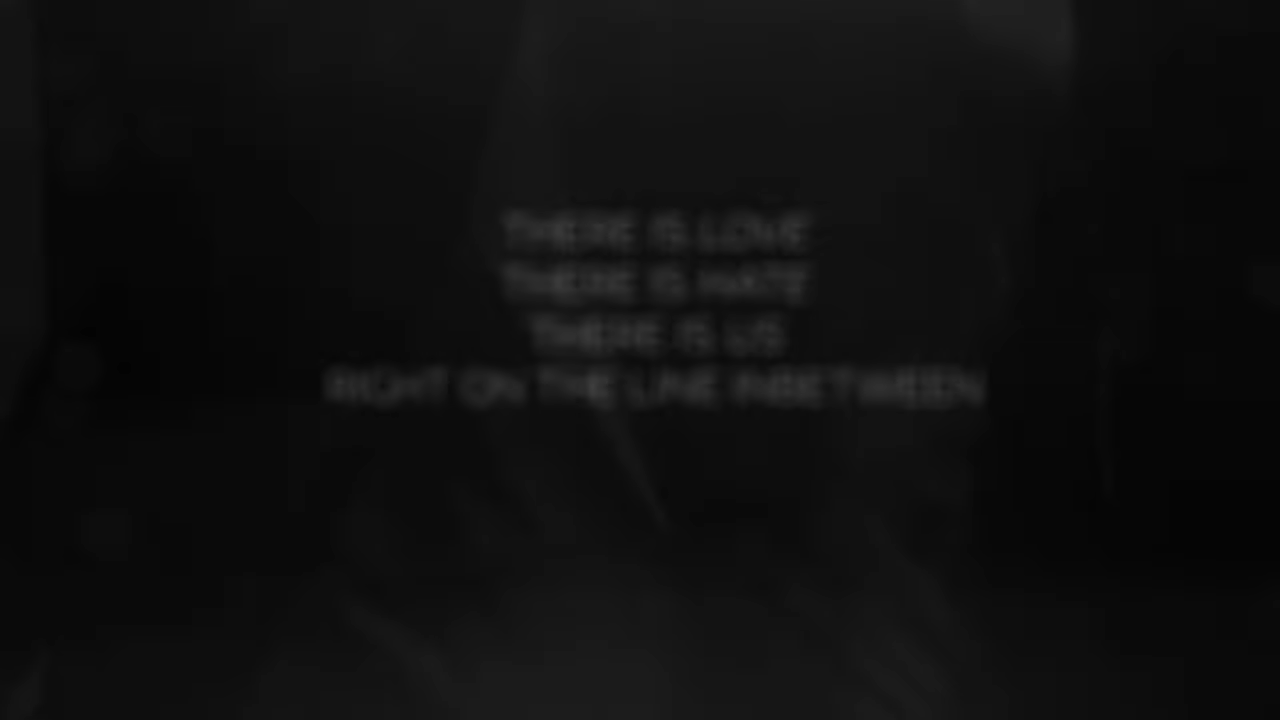 THERE IS LOVE
THERE IS HATE
THERE IS US
RIGHT ON THE LINE INBETWEEN